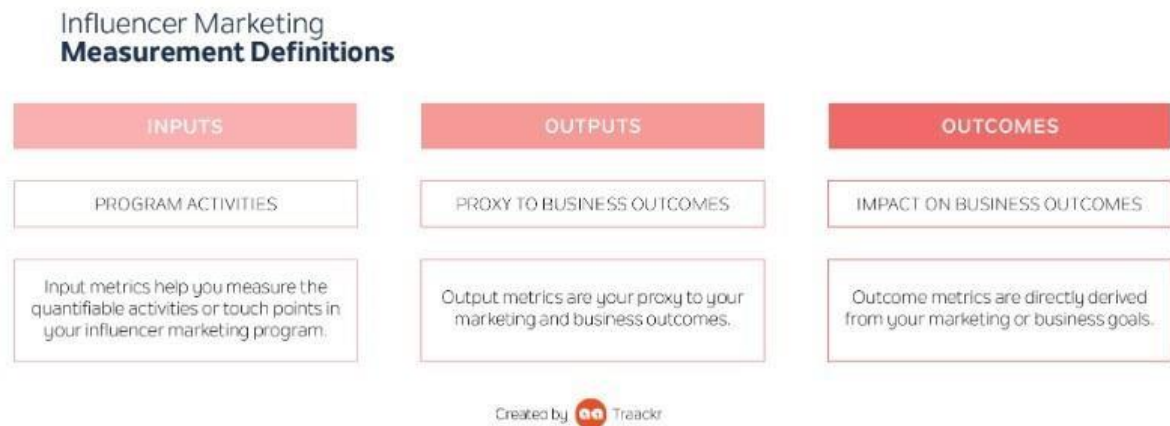 Influencer Marketing
Measurement Definitions
INPUTS
OUTPUTS
OUTCOMES
PROGRAM ACTIVITIES
PROXY TO BUSINESS OUTCOMES
IMPACT ON BUSINESS OUTCOMES
Input metrics help you measure the
quantifiable activities or touch points in
your influencer marketing program.
Output metrics are your proxy to your
marketing and business outcomes.
Outcome metrics are directly derived
from your marketing or business goals.
Created by Traackr